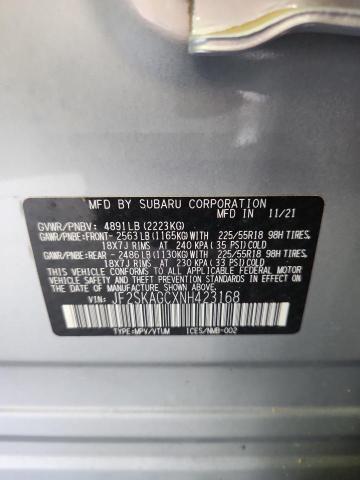 MFD BY SUBARU CORPORATION 11/21
GVWR/PNBV: 4891LB (2223KG)
GAWR/PNBE:FRONT- 2563LB(1165KG)WITH 225/55R18 98H TIRES,
18X7J RIMS AT 240 KPA(35 PSI)COLD
GAWR/PNBE:REAR - 2486LB(1130KG)WITH 225/55R18 98H TIRES,
18X7J RIMS AT 230 KPA(33 PSI)COLD
THIS VEHICLE CONFORMS TO ALL APPLICABLE FEDERAL
MOTOR VEHICLE SAFETY, BUMPER, AND THEFT PREVENTION STANDARDS
IN EFFECT ON THE DATE OF MANUFACTURE SHOWN ABOVE.
VIN: JF2SKAGCXNH423168
TYPE:MPV/VTUM ICES/NMB-002